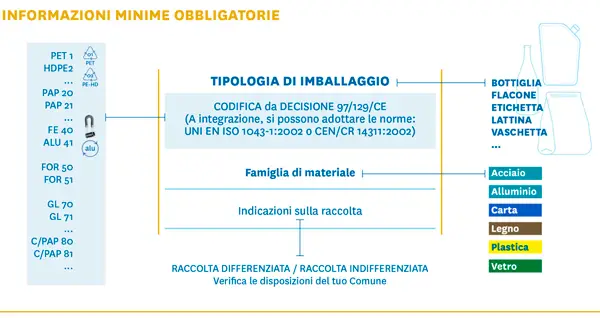 INFORMAZIONI MINIME OBBLIGATORIE
PET 1
HDPE2
...
PAP 20
PAP 21
...
FE 40
ALU 41
FOR 50
FOR 51
GL 70
GL 71
...
C/PAP 80
C/PAP 81
...
01
PET
02
PE-HD
alu
TIPOLOGIA DI IMBALLAGGIO
CODIFICA da DECISIONE 97/129/CE
(A integrazione, si possono adottare le norme:
UNI EN ISO 1043-1:2002 o CEN/CR 14311:2002)
Famiglia di materiale
Indicazioni sulla raccolta
RACCOLTA DIFFERENZIATA / RACCOLTA INDIFFERENZIATA
Verifica le disposizioni del tuo Comune
BOTTIGLIA
FLACONE
ETICHETTA
LATTINA
VASCHETTA
...
Acciaio
Alluminio
Carta
Legno
Plastica
Vetro